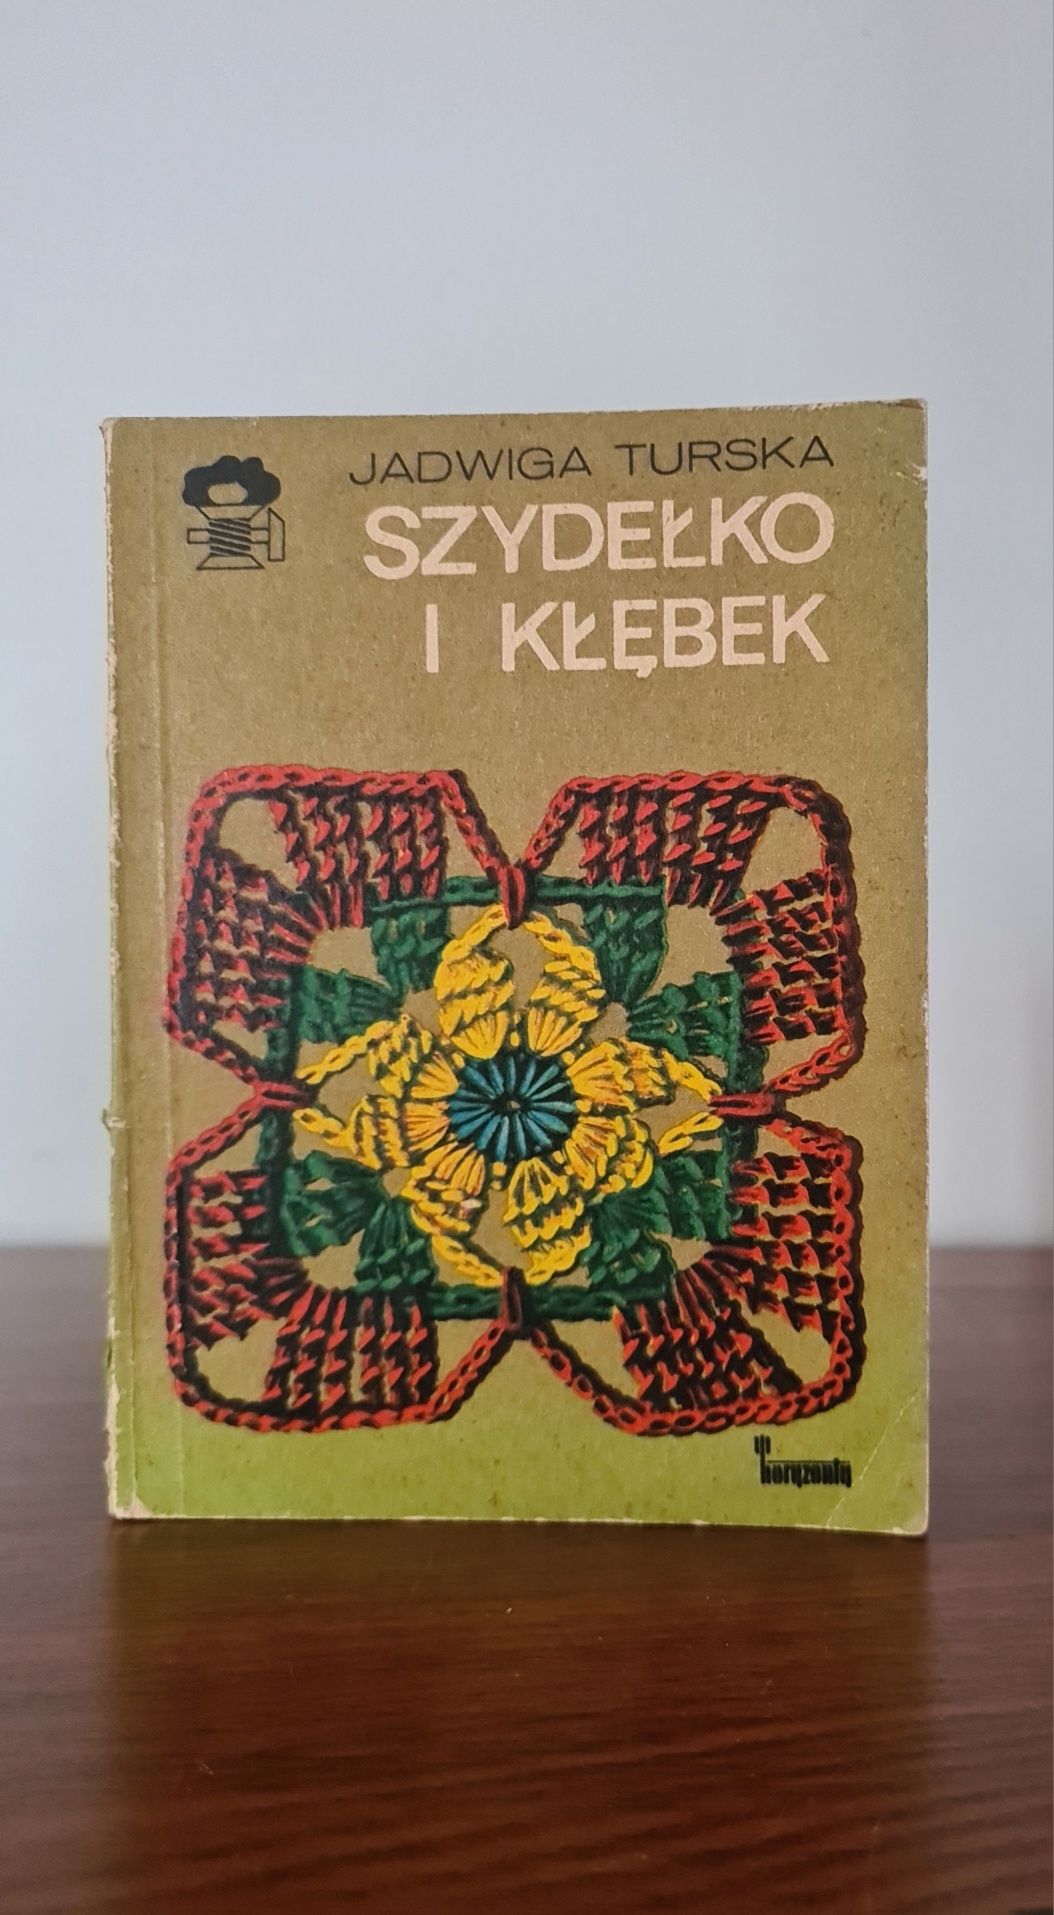 JADWIGA TURSKA
SZYDEŁKO
I KŁĘBEK
horyzonty